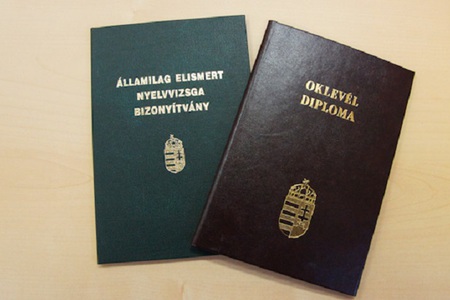 ÁLLAMILAG ELISMERT
NYELVVIZSGA
BIZONYÍTVÁNY
OKLEVÉL
DIPLOMA